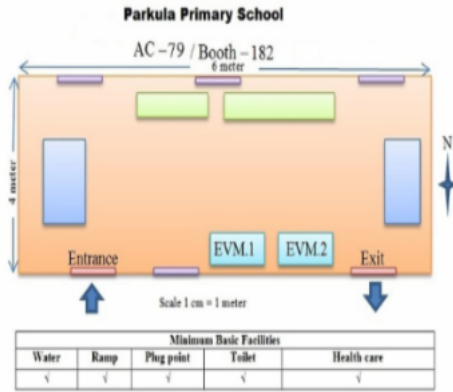 Parkula Primary School
AC -79 / Booth -182
6 meter
4 meter
N
EVM.1 EVM.2
Entrance Exit
Scale 1 cm = 1 meter
Minimum Basic Facilities
Water Ramp Plug point Toilet Health care
√ √ √ √ √